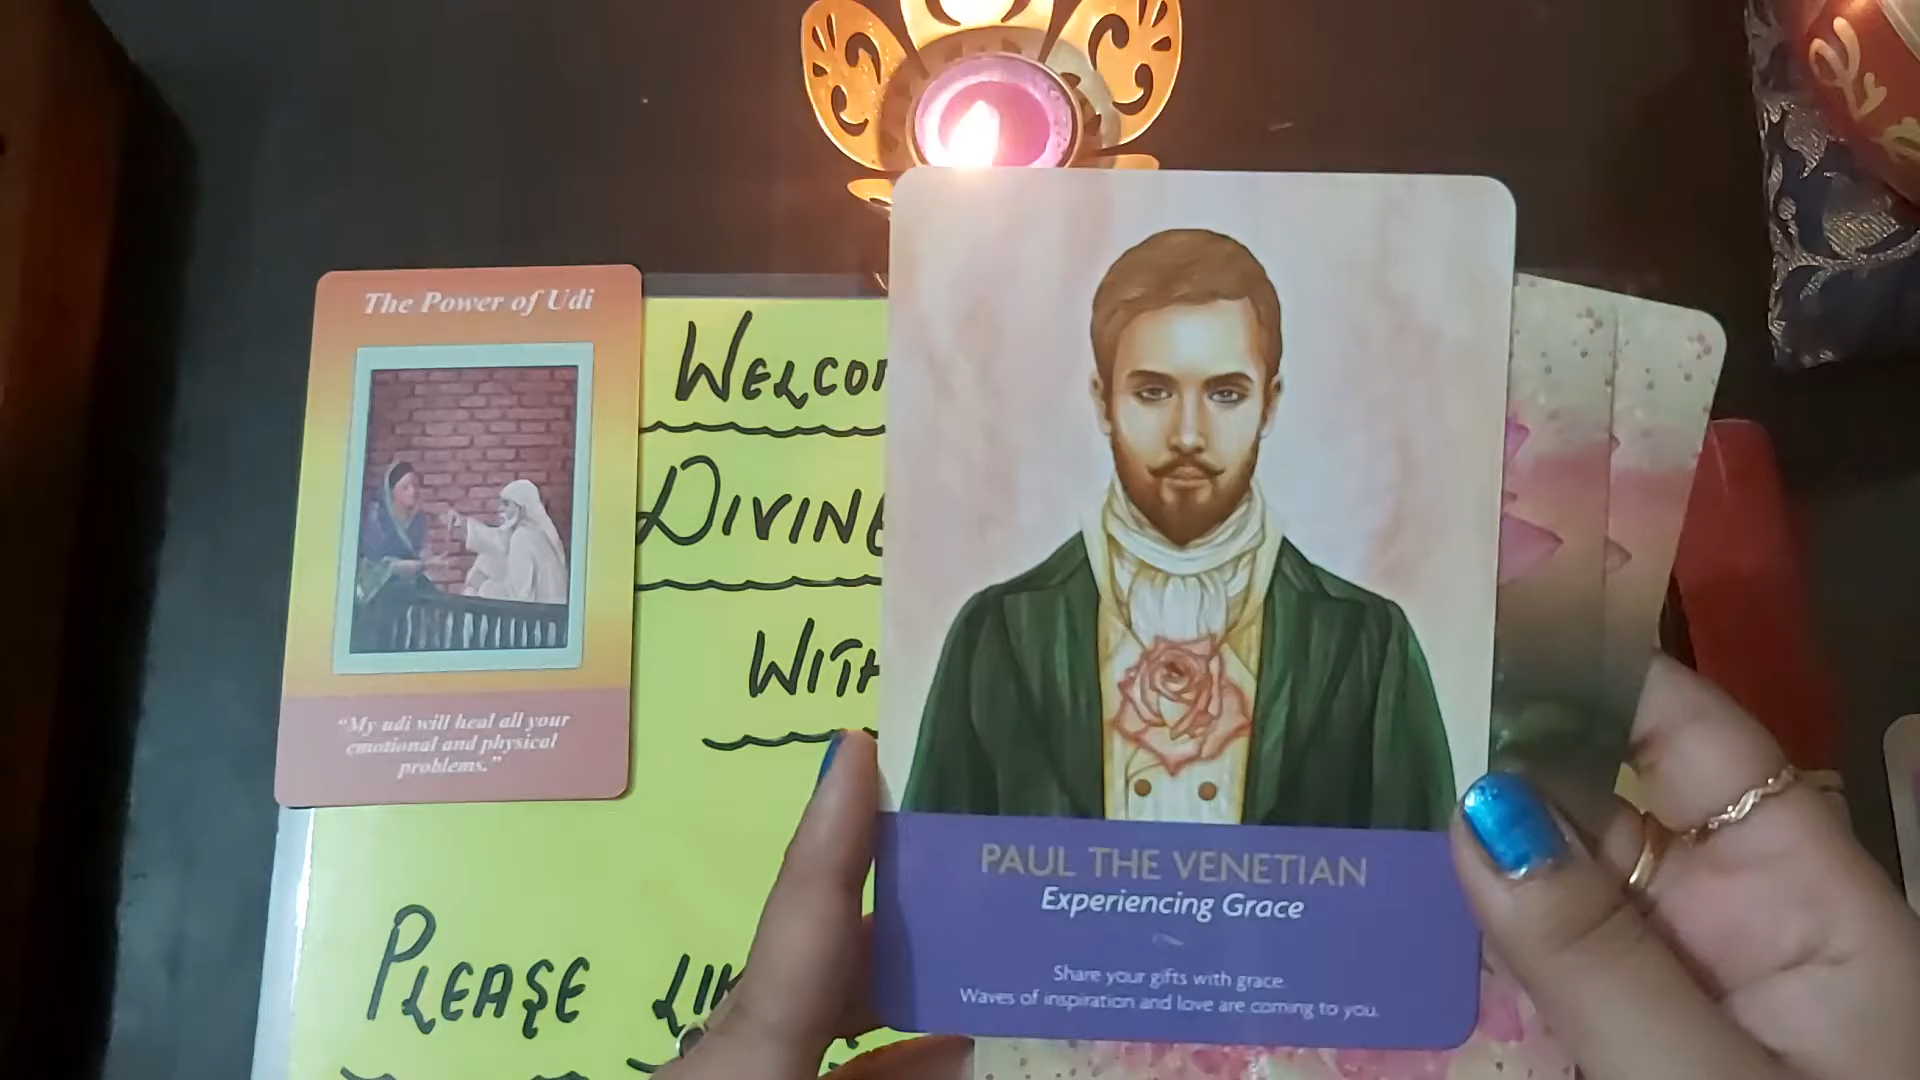 The Power of Udi
"My udi will heal all your
emotional and physical
problems."
WELCO
DIVINE
WITH
PLEASE
PAUL THE VENETIAN
Experiencing Grace
Share your gifts with grace.
Waves of inspiration and love are coming to you.